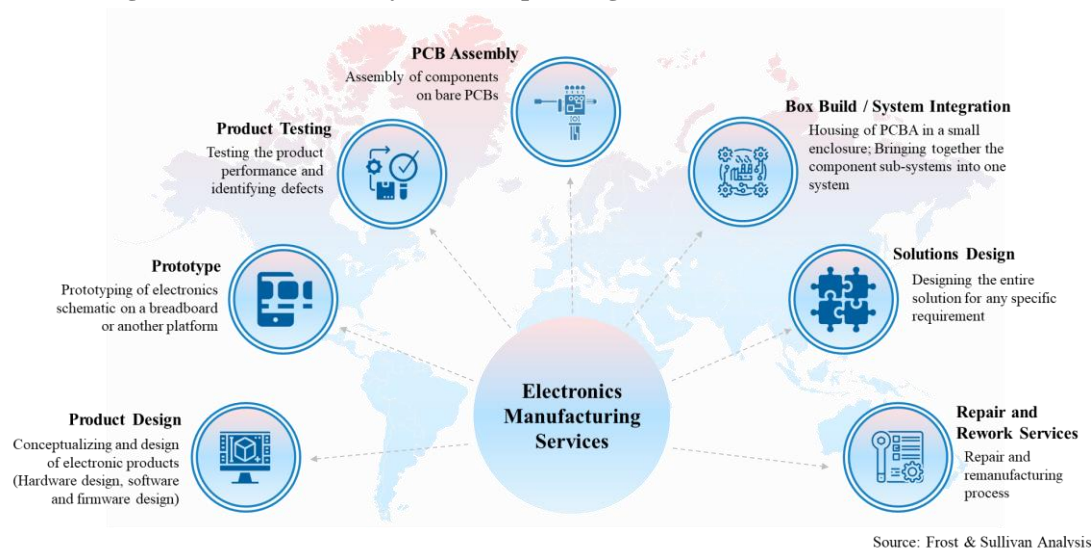 PCB Assembly
Assembly of components
on bare PCBs
Box Build / System Integration
Housing of PCBA in a small
enclosure; Bringing together the
component sub-systems into one
system
Product Testing
Testing the product
performance and
identifying defects
Solutions Design
Designing the entire
solution for any specific
requirement
Prototype
Prototyping of electronics
schematic on a breadboard
or another platform
Electronics
Manufacturing
Services
Product Design
Conceptualizing and design
of electronic products
(Hardware design, software
and firmware design)
Repair and
Rework Services
Repair and
remanufacturing
process
Source: Frost & Sullivan Analysis